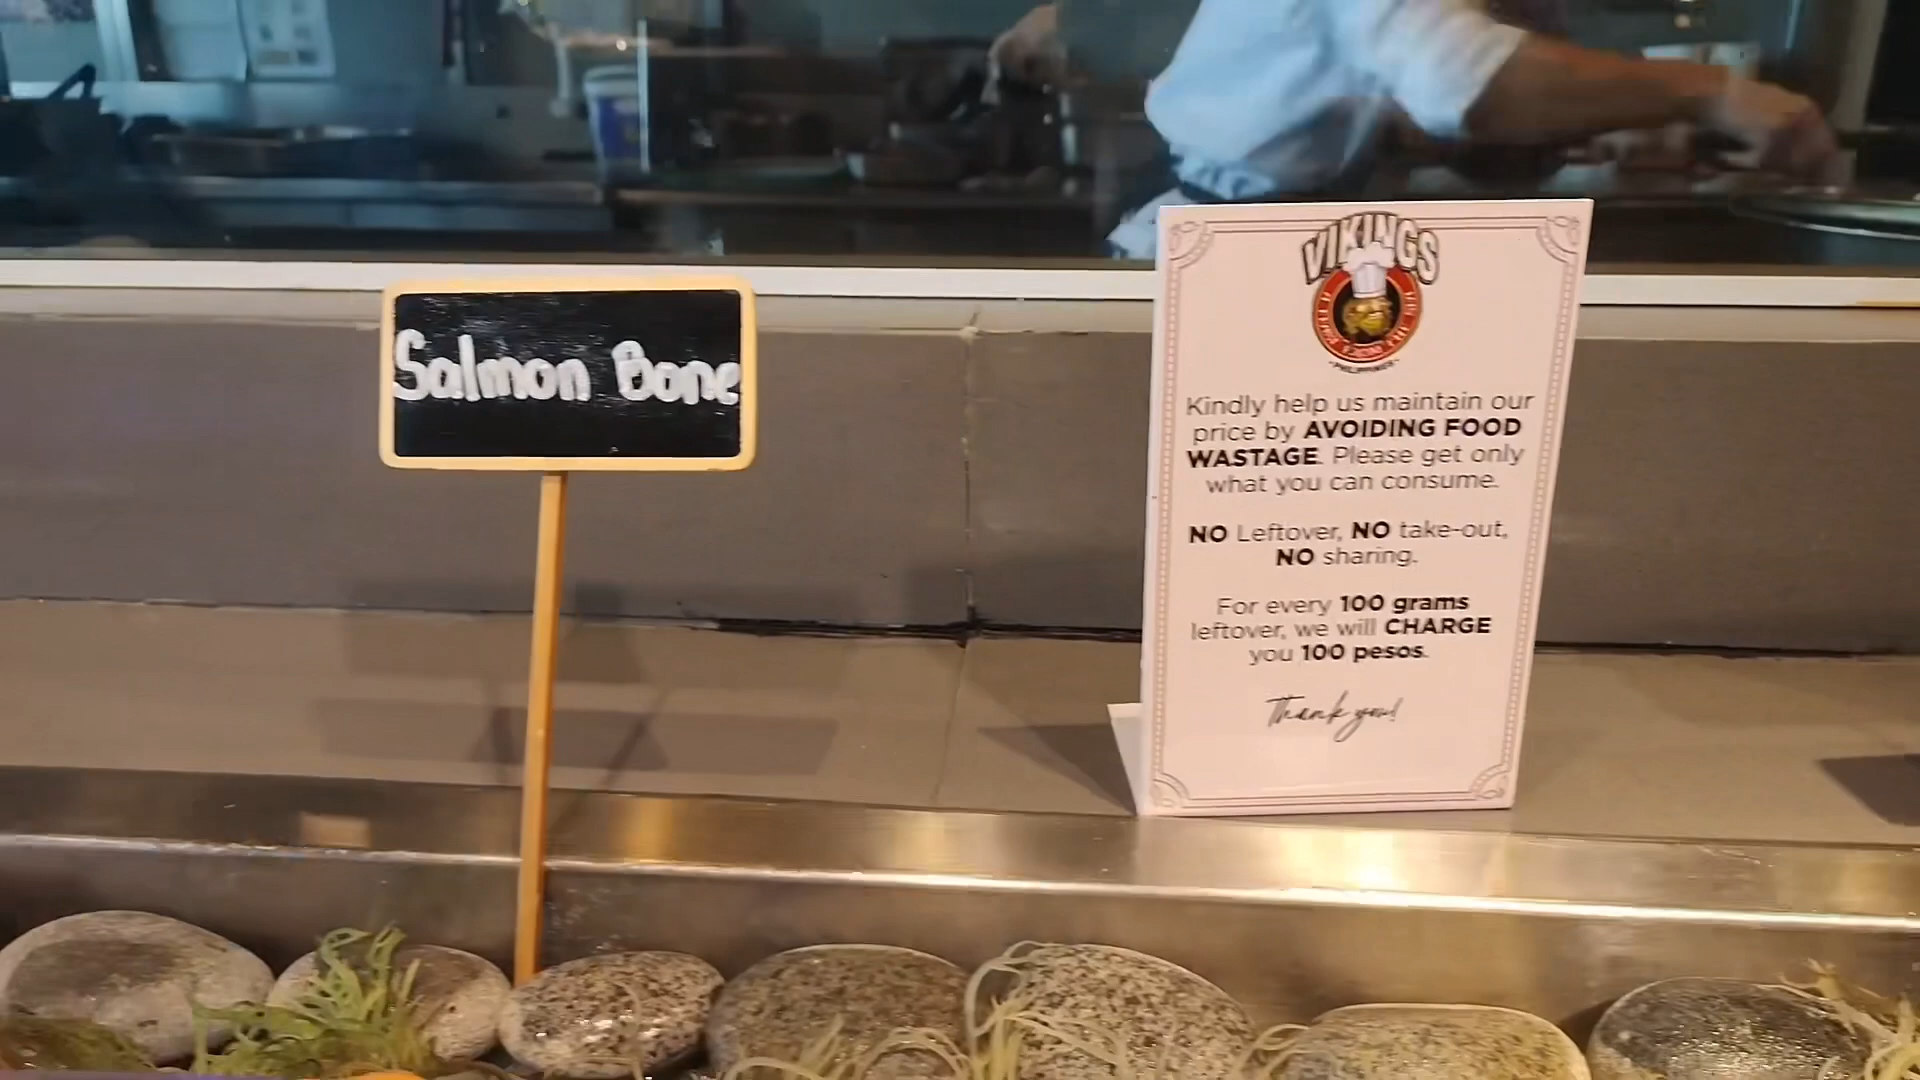 Salmon Bone
VIKINGS
PHILIPPINES
Kindly help us maintain our
price by AVOIDING FOOD
WASTAGE. Please get only
what you can consume.
NO Leftover, NO take-out,
NO sharing.
For every 100 grams
leftover, we will CHARGE
you 100 pesos.
Thank you!